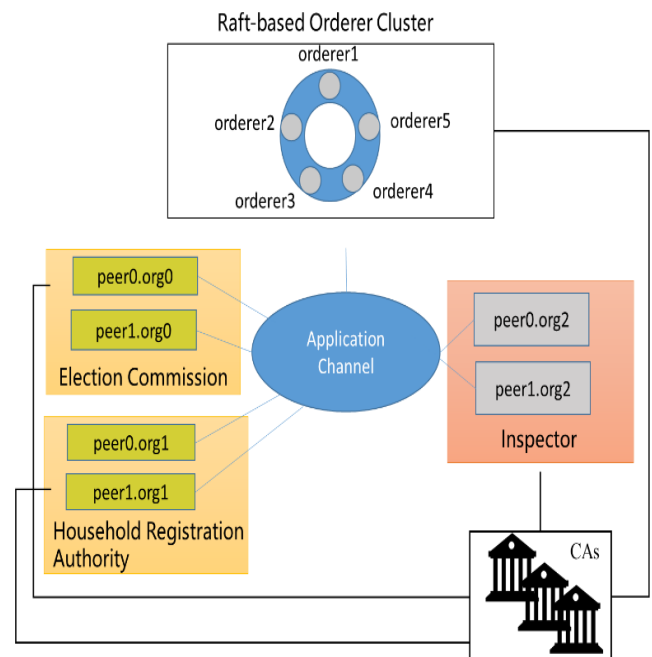 Raft-based Orderer Cluster
orderer1
orderer2
orderer5
orderer3
orderer4
peer0.org0
peer1.org0
Election Commission
Application
Channel
peer0.org2
peer1.org2
Inspector
peer0.org1
peer1.org1
Household Registration
Authority
CAs